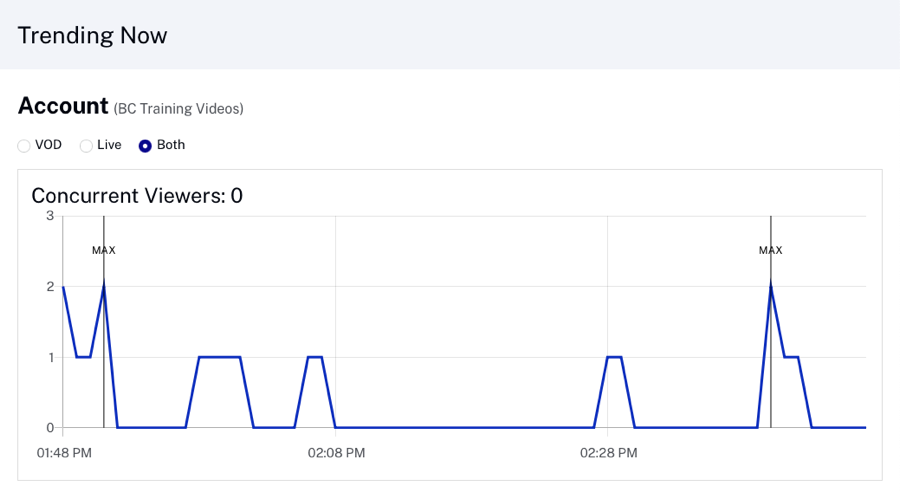 Trending Now
Account (BC Training Videos)
VOD Live Both
Concurrent Viewers: 0
3
MAX MAX
2
1
0
01:48 PM 02:08 PM 02:28 PM